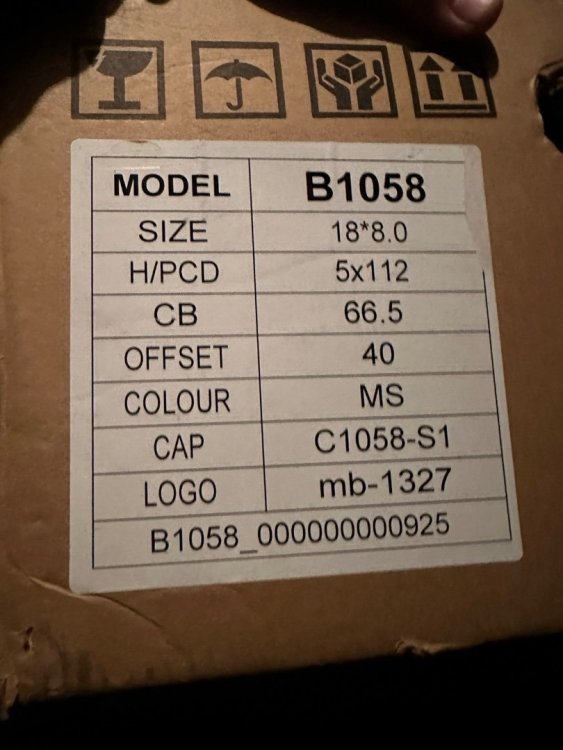 MODEL B1058
SIZE 18*8.0
H/PCD 5x112
CB 66.5
OFFSET 40
COLOUR MS
CAP C1058-S1
LOGO mb-1327
B1058_000000000925